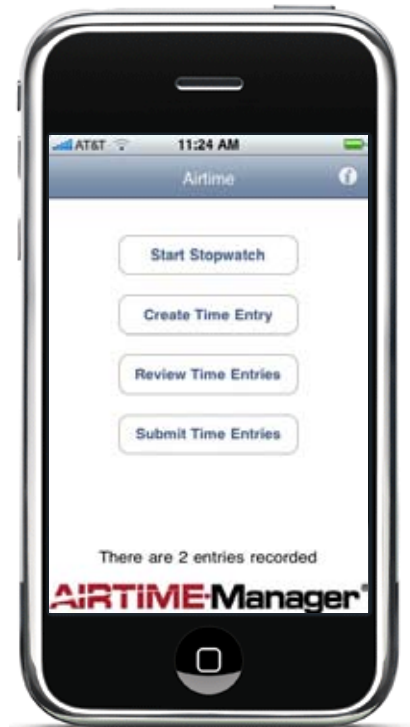 AT&T 11:24 AM
Airtime
Start Stopwatch
Create Time Entry
Review Time Entries
Submit Time Entries
There are 2 entries recorded
AIRTIME-Manager®